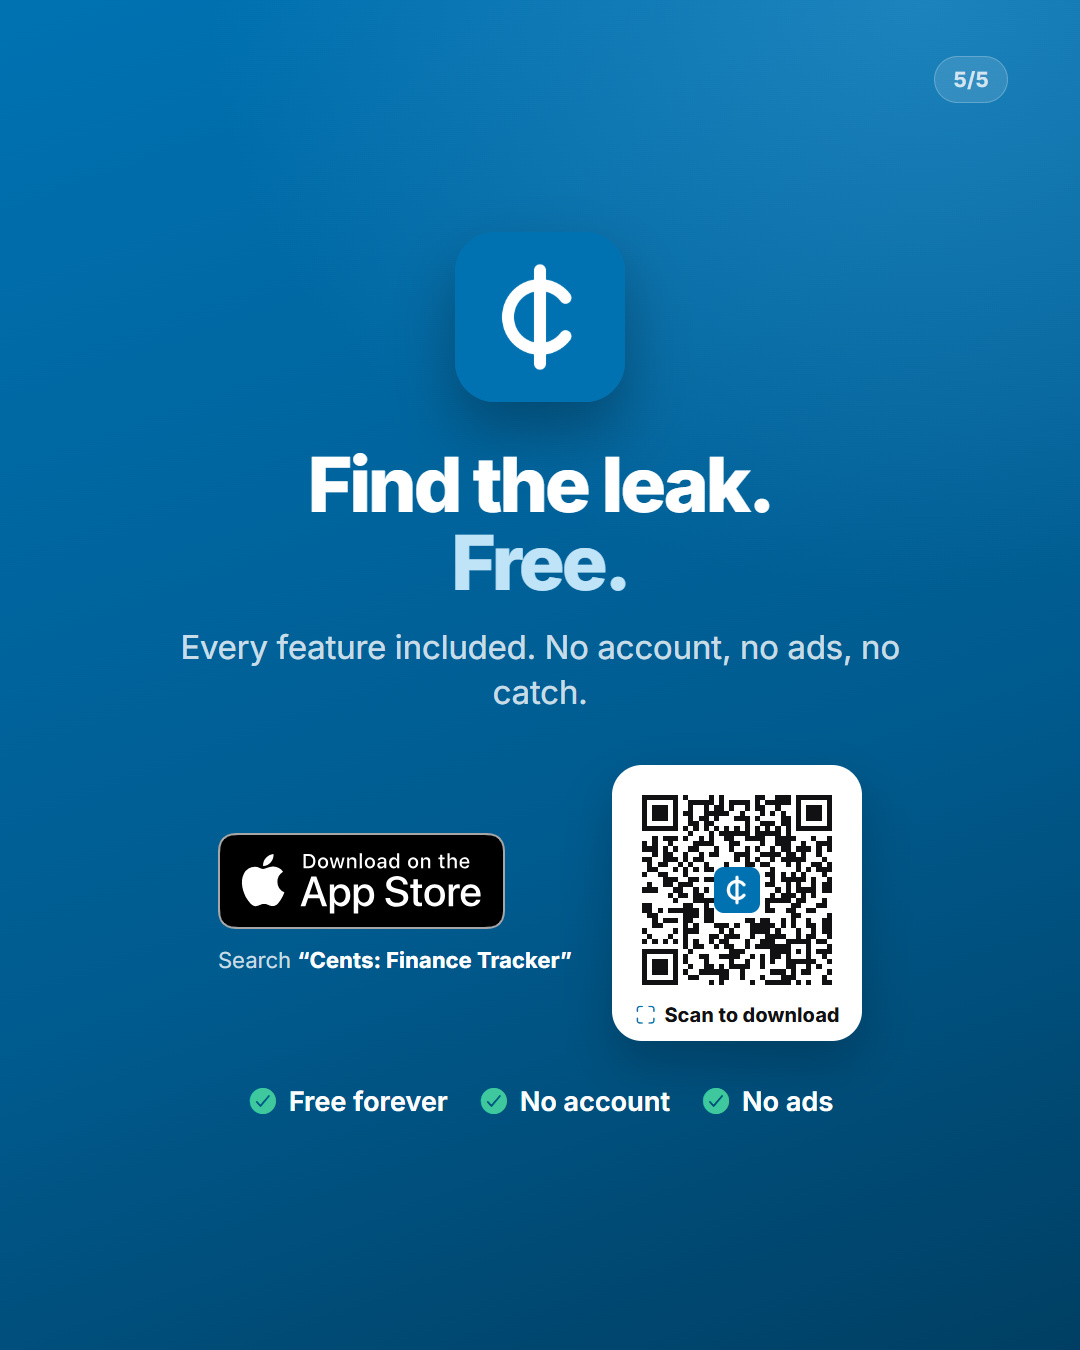 5/5
Find the leak.
Free.
Every feature included. No account, no ads, no
catch.
Download on the
App Store
Search “Cents: Finance Tracker”
Scan to download
Free forever
No account
No ads